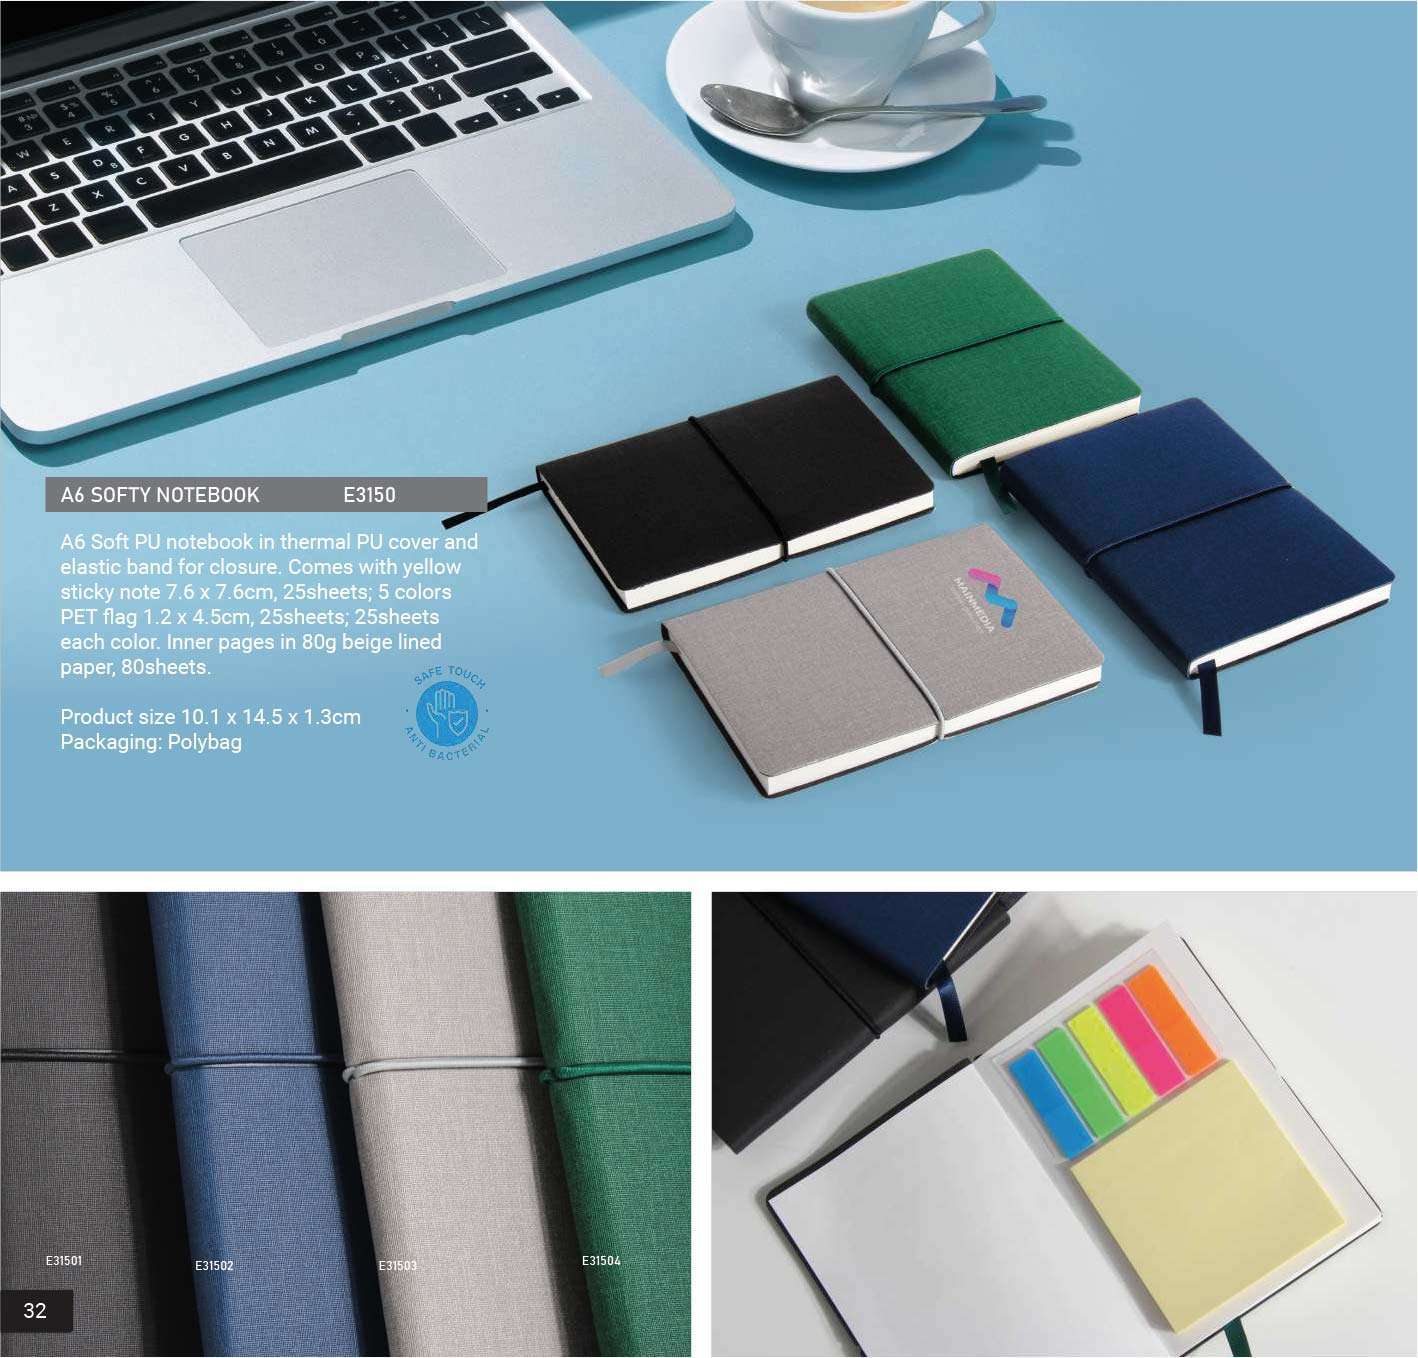 A6 SOFTY NOTEBOOK E3150
A6 Soft PU notebook in thermal PU cover and
elastic band for closure. Comes with yellow
sticky note 7.6 x 7.6cm, 25sheets; 5 colors
PET flag 1.2 x 4.5cm, 25sheets; 25sheets
each color. Inner pages in 80g beige lined
paper, 80sheets.
Product size 10.1 x 14.5 x 1.3cm
Packaging: Polybag
SAFE TOUCH
ANTI BACTERIAL
MAINMEDIA
E31501
E31502
E31503
E31504
32